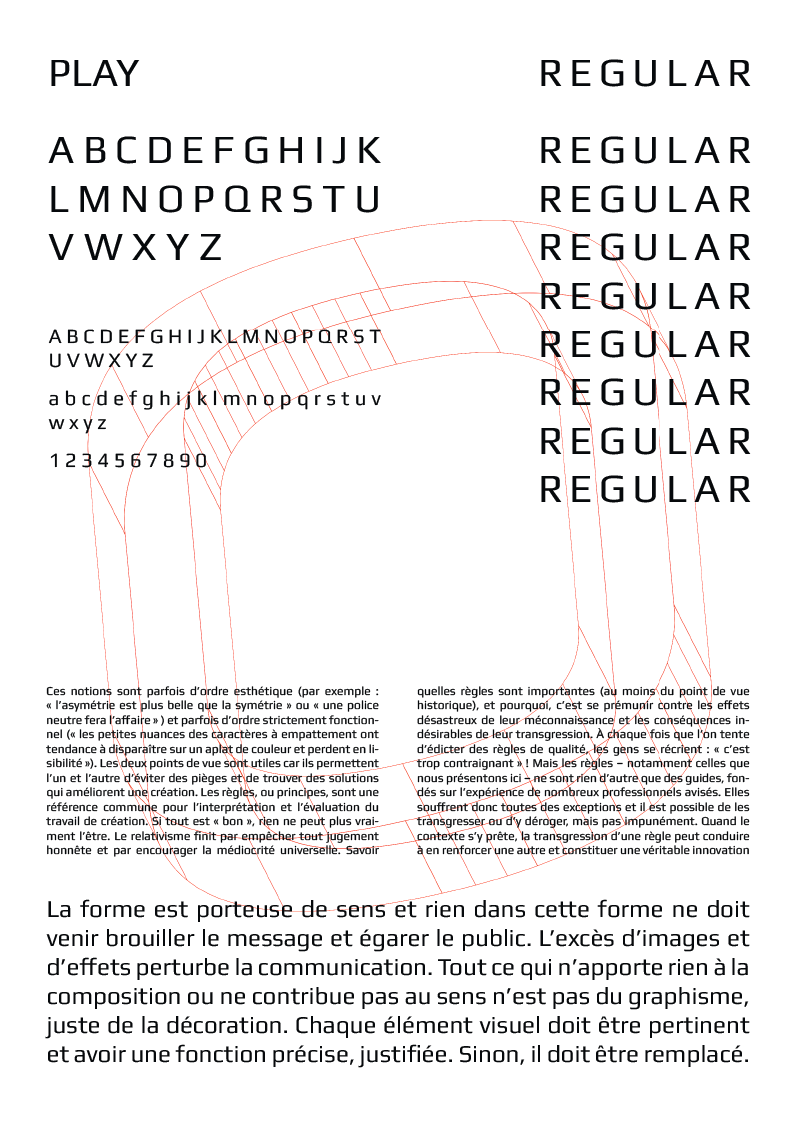 PLAY
REGULAR
ABCDEFGHIJK
LMNOPQRSTU
VWXYZ
REGULAR
REGULAR
REGULAR
REGULAR
REGULAR
REGULAR
REGULAR
REGULAR
ABCDEFGHIJKLMNOPQRST
UVWXYZ
abcdefghijklmnopqrstuv
wxyz
1234567890
Ces notions sont parfois d’ordre esthétique (par exemple :
« l’asymétrie est plus belle que la symétrie » ou « une police
neutre fera l’affaire » ) et parfois d’ordre strictement fonction-
nel (« les petites nuances des caractères à empattement ont
tendance à disparaître sur un aplat de couleur et perdent en li-
sibilité »). Les deux points de vue sont utiles car ils permettent
l’un et l’autre d’éviter des pièges et de trouver des solutions
qui améliorent une création. Les règles, ou principes, sont une
référence commune pour l’interprétation et l’évaluation du
travail de création. Si tout est « bon », rien ne peut plus vrai-
ment l’être. Le relativisme finit par empêcher tout jugement
honnête et par encourager la médiocrité universelle. Savoir
quelles règles sont importantes (au moins du point de vue
historique), et pourquoi, c’est se prémunir contre les effets
désastreux de leur méconnaissance et les conséquences in-
désirables de leur transgression. À chaque fois que l’on tente
d’édicter des règles de qualité, les gens se récrient : « c’est
trop contraignant » ! Mais les règles – notamment celles que
nous présentons ici – ne sont rien d’autre que des guides, fon-
dés sur l’expérience de nombreux professionnels avisés. Elles
souffrent donc toutes des exceptions et il est possible de les
transgresser ou d’y déroger, mais pas impunément. Quand le
contexte s’y prête, la transgression d’une règle peut conduire
à en renforcer une autre et constituer une véritable innovation
La forme est porteuse de sens et rien dans cette forme ne doit
venir brouiller le message et égarer le public. L’excès d’images et
d’effets perturbe la communication. Tout ce qui n’apporte rien à la
composition ou ne contribue pas au sens n’est pas du graphisme,
juste de la décoration. Chaque élément visuel doit être pertinent
et avoir une fonction précise, justifiée. Sinon, il doit être remplacé.